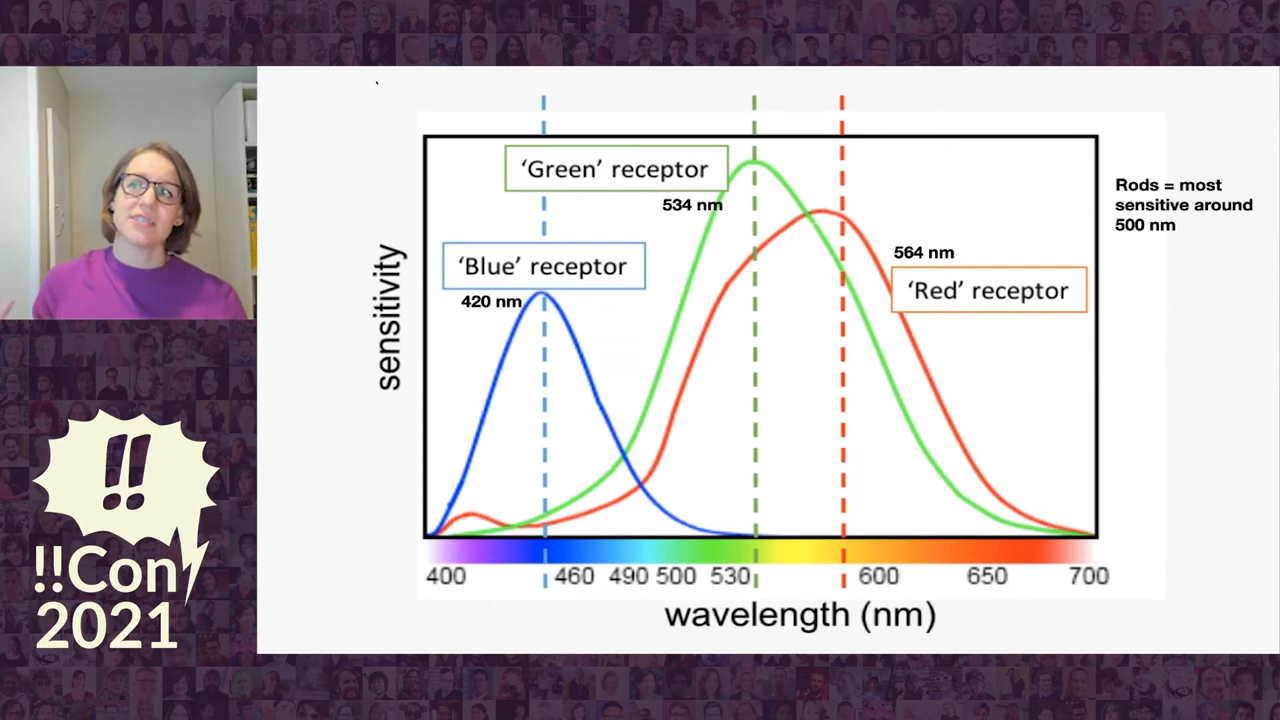 ‘Green’ receptor
534 nm
‘Blue’ receptor
420 nm
564 nm
‘Red’ receptor
Rods = most
sensitive around
500 nm
sensitivity
400 460 490 500 530 600 650 700
wavelength (nm)
!!
!!Con
2021